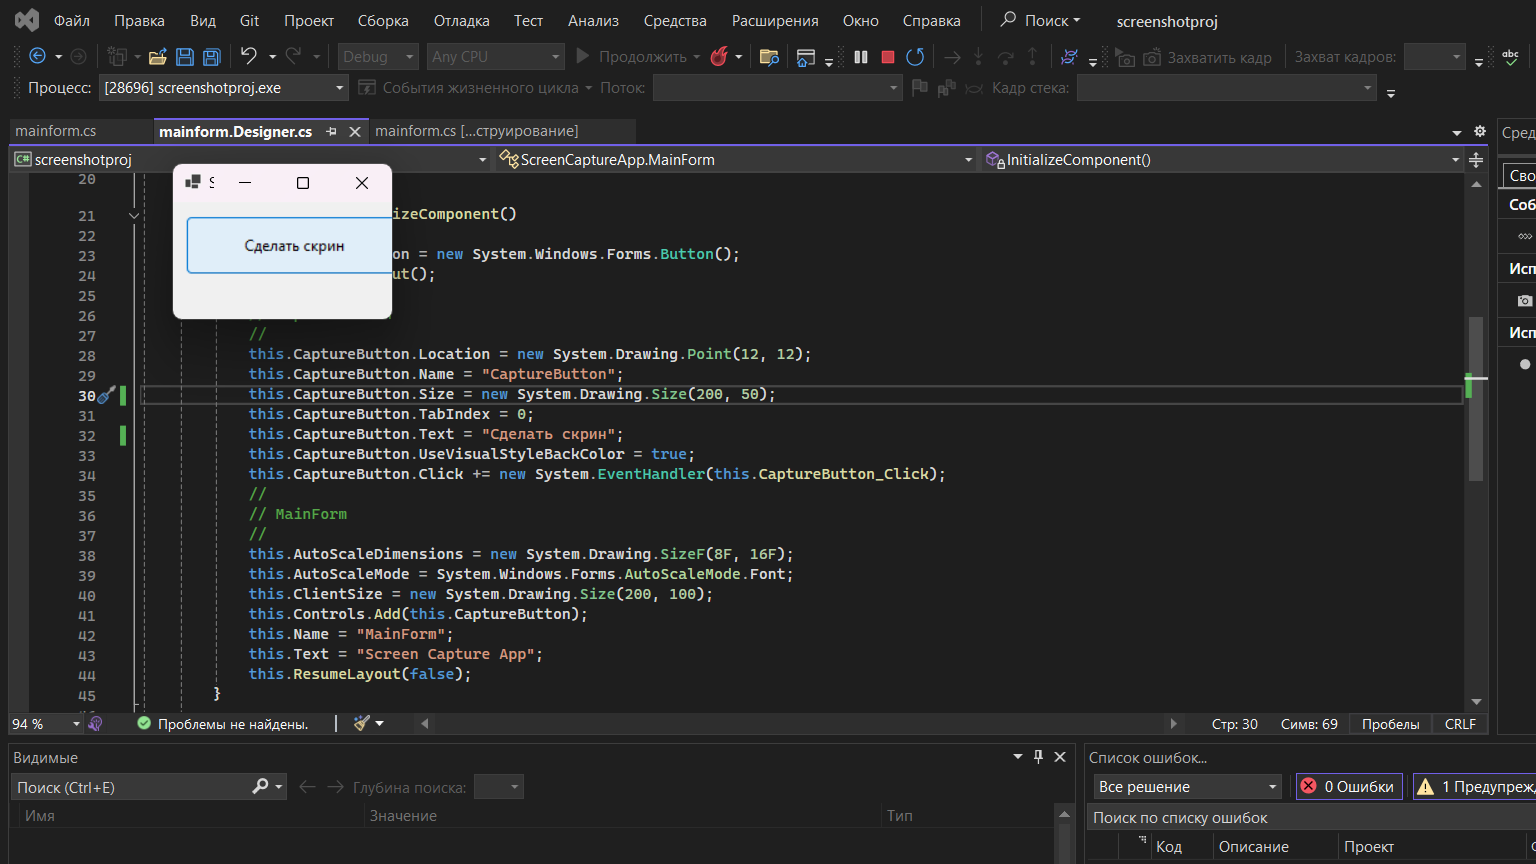 Файл Правка Вид Git Проект Сборка Отладка Тест Анализ Средства Расширения Окно Справка Поиск screenshotproj
Debug Any CPU Продолжить Захватить кадр Захват кадров: abc
Процесс: [28696] screenshotproj.exe События жизненного цикла Поток: Кадр стека:
mainform.cs mainform.Designer.cs mainform.cs [...струирование]
Сред
C# screenshotproj ScreenCaptureApp.MainForm InitializeComponent()
Сво
Соб
Исп
Исп
20
21 izeComponent()
22
23 on = new System.Windows.Forms.Button();
24 ut();
25
26
27 //
28 this.CaptureButton.Location = new System.Drawing.Point(12, 12);
29 this.CaptureButton.Name = "CaptureButton";
30 this.CaptureButton.Size = new System.Drawing.Size(200, 50);
31 this.CaptureButton.TabIndex = 0;
32 this.CaptureButton.Text = "Сделать скрин";
33 this.CaptureButton.UseVisualStyleBackColor = true;
34 this.CaptureButton.Click += new System.EventHandler(this.CaptureButton_Click);
35 //
36 // MainForm
37 //
38 this.AutoScaleDimensions = new System.Drawing.SizeF(8F, 16F);
39 this.AutoScaleMode = System.Windows.Forms.AutoScaleMode.Font;
40 this.ClientSize = new System.Drawing.Size(200, 100);
41 this.Controls.Add(this.CaptureButton);
42 this.Name = "MainForm";
43 this.Text = "Screen Capture App";
44 this.ResumeLayout(false);
45 }
Сделать скрин
94 % Проблемы не найдены. Стр: 30 Симв: 69 Пробелы CRLF
Видимые
Поиск (Ctrl+E) Глубина поиска:
Имя Значение Тип
Список ошибок...
Все решение 0 Ошибки 1 Предупреж
Поиск по списку ошибок
Код Описание Проект